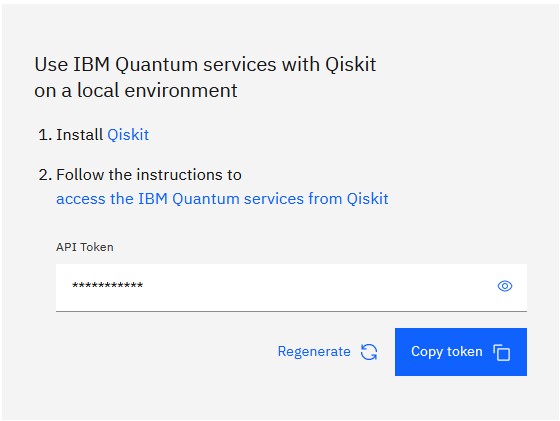 Use IBM Quantum services with Qiskit
on a local environment
1. Install Qiskit
2. Follow the instructions to
access the IBM Quantum services from Qiskit
API Token
***********
Regenerate
Copy token